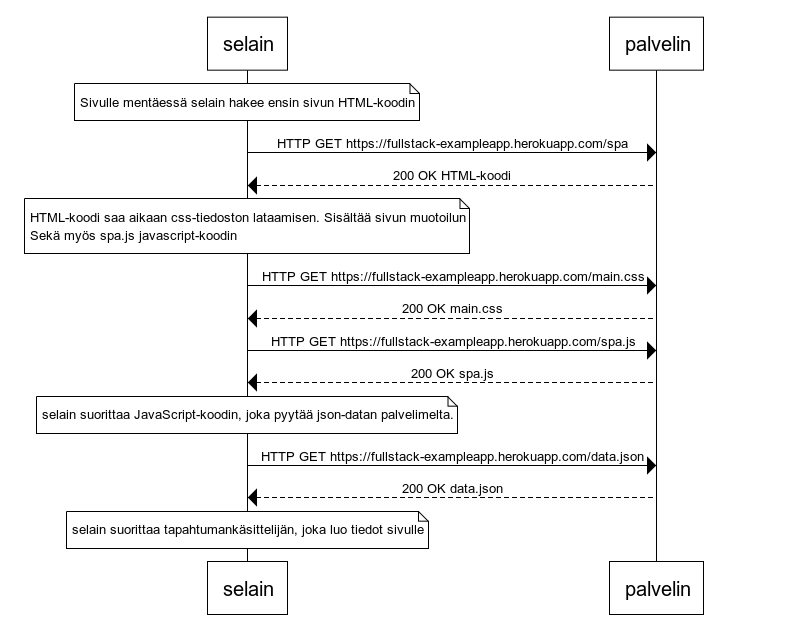 selain
palvelin
Sivulle mentäessä selain hakee ensin sivun HTML-koodin
HTTP GET https://fullstack-exampleapp.herokuapp.com/spa
200 OK HTML-koodi
HTML-koodi saa aikaan css-tiedoston lataamisen. Sisältää sivun muotoilun
Sekä myös spa.js javascript-koodin
HTTP GET https://fullstack-exampleapp.herokuapp.com/main.css
200 OK main.css
HTTP GET https://fullstack-exampleapp.herokuapp.com/spa.js
200 OK spa.js
selain suorittaa JavaScript-koodin, joka pyytää json-datan palvelimelta.
HTTP GET https://fullstack-exampleapp.herokuapp.com/data.json
200 OK data.json
selain suorittaa tapahtumankäsittelijän, joka luo tiedot sivulle
selain
palvelin